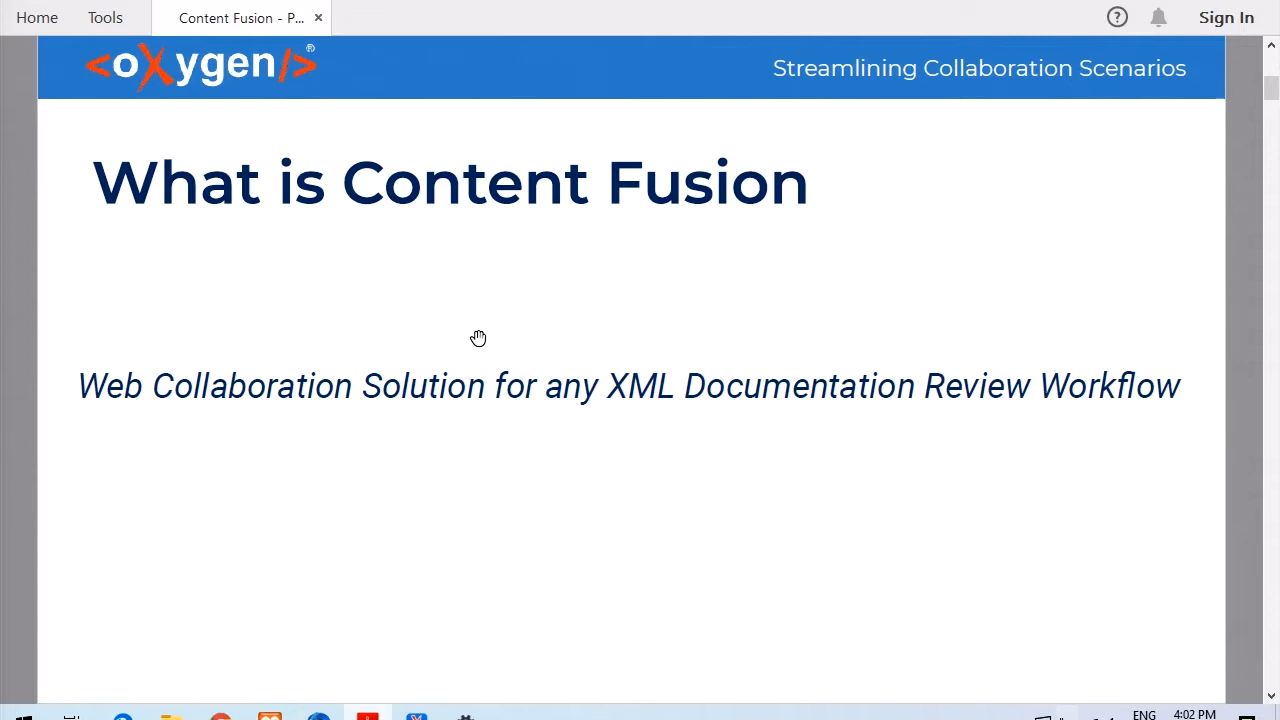 Home Tools Content Fusion - P... × Sign In
<oXygen/>® Streamlining Collaboration Scenarios
What is Content Fusion
Web Collaboration Solution for any XML Documentation Review Workflow
ENG 4:02 PM